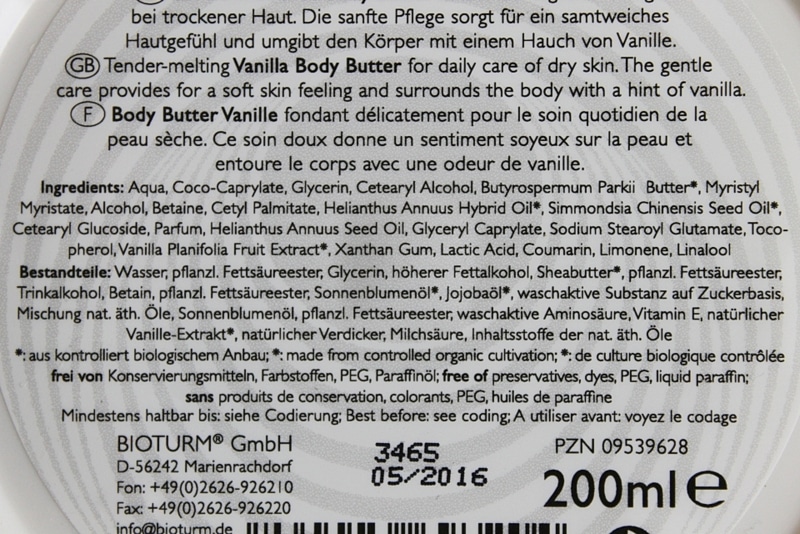 bei trockener Haut. Die sanfte Pflege sorgt für ein samtweiches
Hautgefühl und umgibt den Körper mit einem Hauch von Vanille.
GB Tender-melting Vanilla Body Butter for daily care of dry skin. The gentle
care provides for a soft skin feeling and surrounds the body with a hint of vanilla.
F Body Butter Vanille fondant délicatement pour le soin quotidien de la
peau sèche. Ce soin doux donne un sentiment soyeux sur la peau et
entoure le corps avec une odeur de vanille.
Ingredients: Aqua, Coco-Caprylate, Glycerin, Cetearyl Alcohol, Butyrospermum Parkii Butter*, Myristyl
Myristate, Alcohol, Betaine, Cetyl Palmitate, Helianthus Annuus Hybrid Oil*, Simmondsia Chinensis Seed Oil*,
Cetearyl Glucoside, Parfum, Helianthus Annuus Seed Oil, Glyceryl Caprylate, Sodium Stearoyl Glutamate, Toco-
pherol, Vanilla Planifolia Fruit Extract*, Xanthan Gum, Lactic Acid, Coumarin, Limonene, Linalool
Bestandteile: Wasser, pflanzl. Fettsäureester, Glycerin, höherer Fettalkohol, Sheabutter*, pflanzl. Fettsäureester,
Trinkalkohol, Betain, pflanzl. Fettsäureester, Sonnenblumenöl*, Jojobaöl*, waschaktive Substanz auf Zuckerbasis,
Mischung nat. äth. Öle, Sonnenblumenöl, pflanzl. Fettsäureester, waschaktive Aminosäure, Vitamin E, natürlicher
Vanille-Extrakt*, natürlicher Verdicker, Milchsäure, Inhaltsstoffe der nat. äth. Öle
*: aus kontrolliert biologischem Anbau; *: made from controlled organic cultivation; *: de culture biologique contrôlée
frei von Konservierungsmitteln, Farbstoffen, PEG, Paraffinöl; free of preservatives, dyes, PEG, liquid paraffin;
sans produits de conservation, colorants, PEG, huiles de paraffine
Mindestens haltbar bis: siehe Codierung; Best before: see coding; A utiliser avant: voyez le codage
BIOTURM® GmbH
D-56242 Marienrachdorf
Fon: +49(0)2626-926210
Fax: +49(0)2626-926220
info@bioturm.de
3465
05/2016
PZN 09539628
200ml e